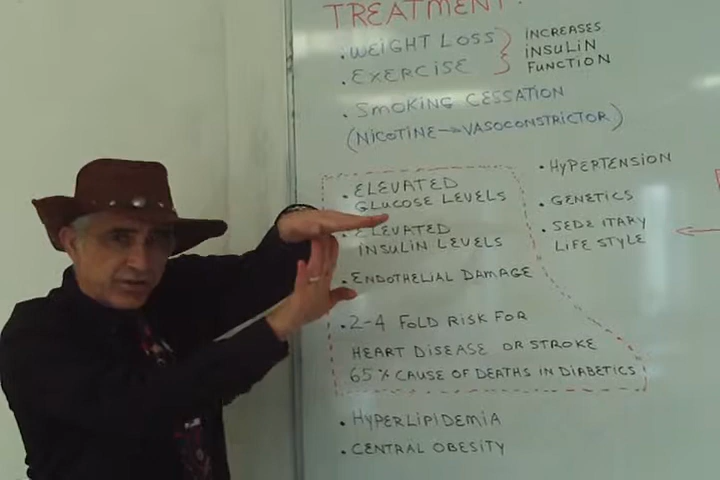 TREATMENT:
• WEIGHT LOSS
• EXERCISE
INCREASES
INSULIN
FUNCTION
• SMOKING CESSATION
(NICOTINE → VASOCONSTRICTOR)
• ELEVATED
GLUCOSE LEVELS
• ELEVATED
INSULIN LEVELS
• ENDOTHELIAL DAMAGE
• 2-4 FOLD RISK FOR
HEART DISEASE OR STROKE
65% CAUSE OF DEATHS IN DIABETICS
• HYPERLIPIDEMIA
• CENTRAL OBESITY
• HYPERTENSION
• GENETICS
• SEDEITARY
LIFE STYLE